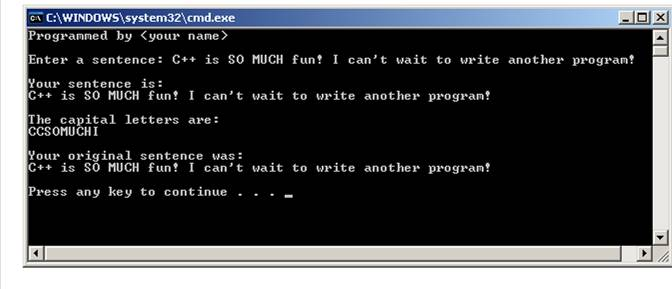 C:\WINDOWS\system32\cmd.exe
Programmed by <your name>
Enter a sentence: C++ is SO MUCH fun! I can't wait to write another program!
Your sentence is:
C++ is SO MUCH fun! I can't wait to write another program!
The capital letters are:
CCSOMUCHI
Your original sentence was:
C++ is SO MUCH fun! I can't wait to write another program!
Press any key to continue . . . _